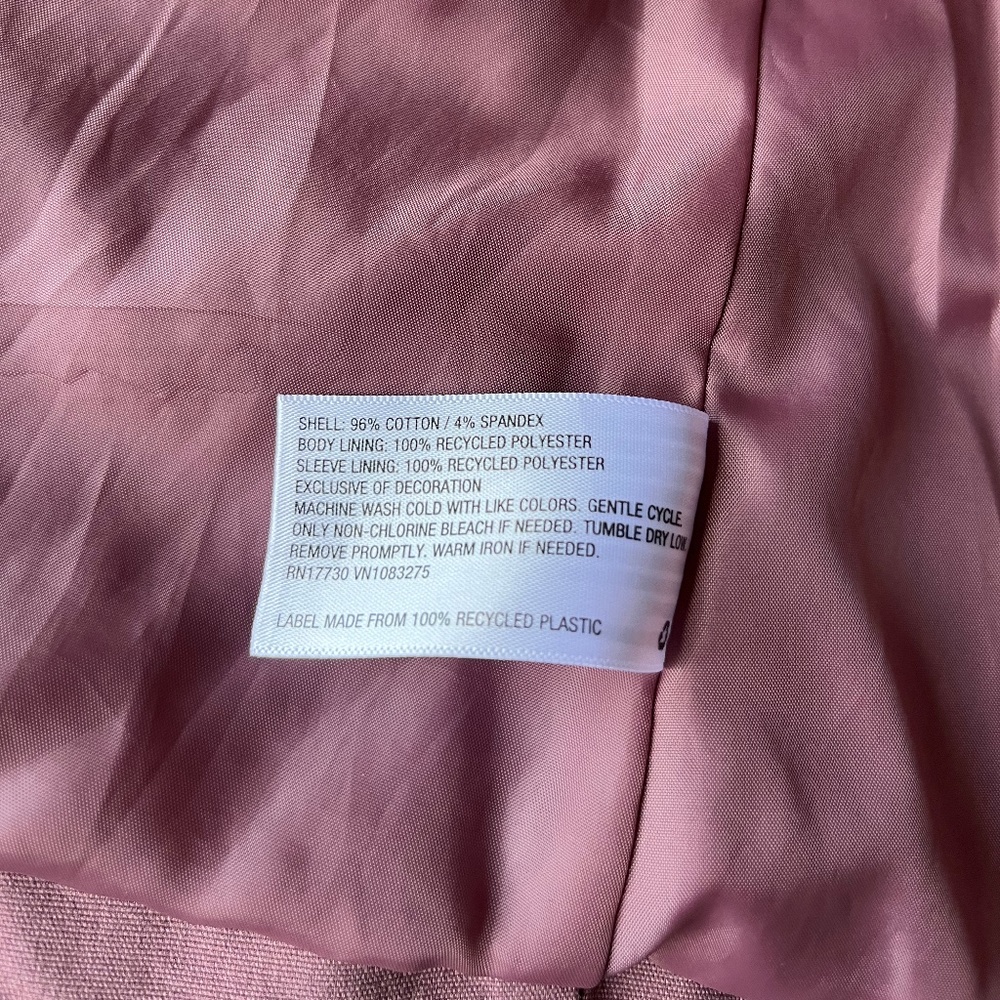 SHELL: 96% COTTON / 4% SPANDEX
BODY LINING: 100% RECYCLED POLYESTER
SLEEVE LINING: 100% RECYCLED POLYESTER
EXCLUSIVE OF DECORATION
MACHINE WASH COLD WITH LIKE COLORS. GENTLE CYCLE.
ONLY NON-CHLORINE BLEACH IF NEEDED. TUMBLE DRY LOW.
REMOVE PROMPTLY. WARM IRON IF NEEDED.
RN17730 VN1083275
LABEL MADE FROM 100% RECYCLED PLASTIC